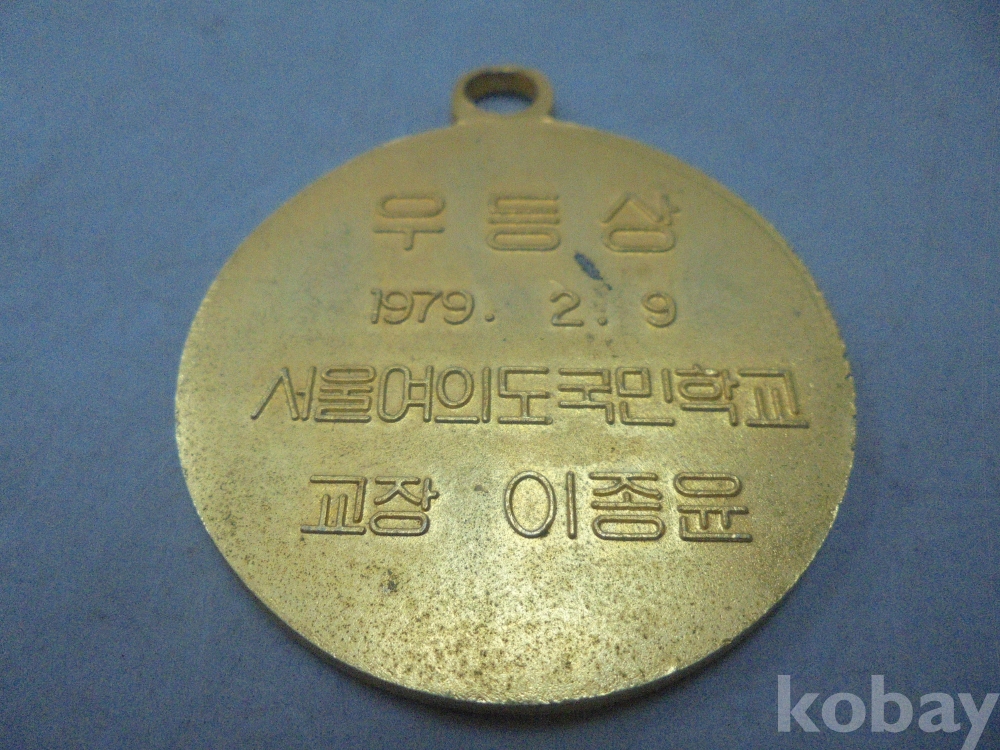 우등상
1979. 2. 9
서울여의도국민학교
교장 이종윤
kobay